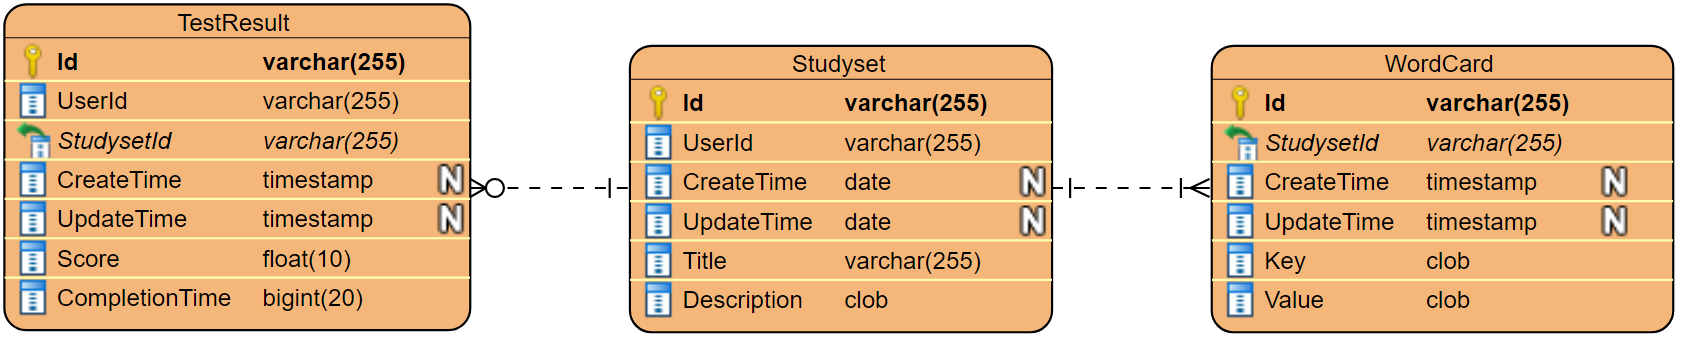 TestResult
Id varchar(255)
UserId varchar(255)
StudysetId varchar(255)
CreateTime timestamp N
UpdateTime timestamp N
Score float(10)
CompletionTime bigint(20)
Studyset
Id varchar(255)
UserId varchar(255)
CreateTime date N
UpdateTime date N
Title varchar(255)
Description clob
WordCard
Id varchar(255)
StudysetId varchar(255)
CreateTime timestamp N
UpdateTime timestamp N
Key clob
Value clob